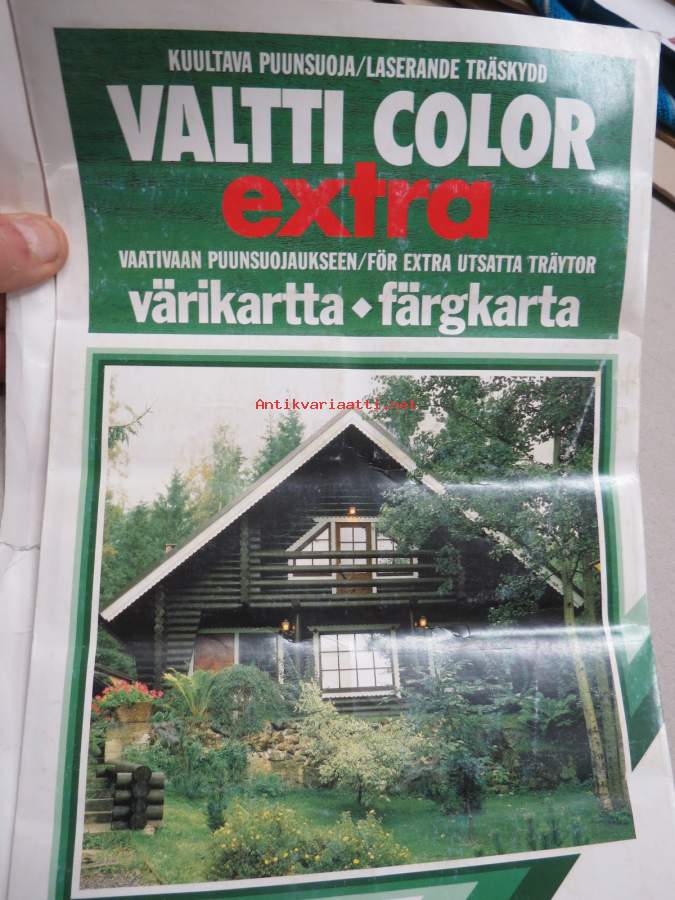 KUULTAVA PUUNSUOJA/LASERANDE TRÄSKYDD
VALTTI COLOR
extra
VAATIVAAN PUUNSUOJAUKSEEN/FÖR EXTRA UTSATTA TRÄYTOR
värikartta ◆ färgkarta
Antikvariaatti.net